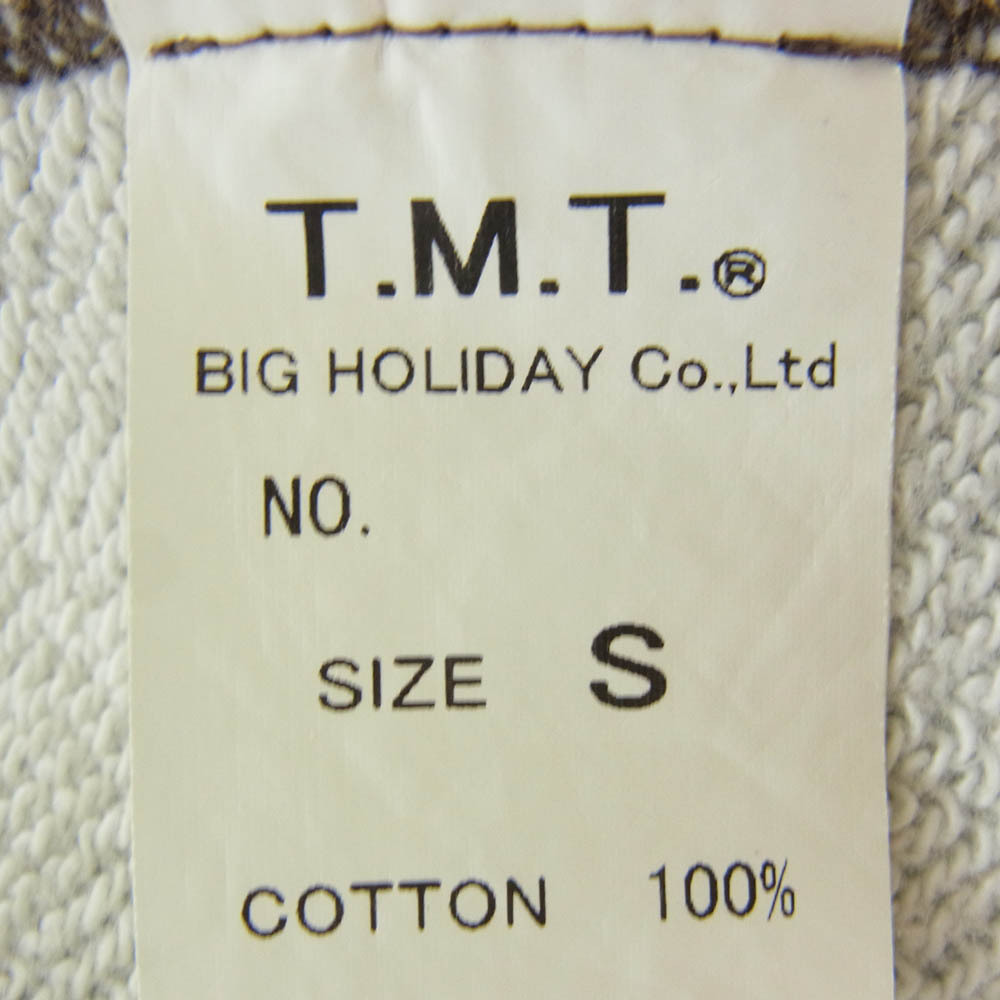 T.M.T.®
BIG HOLIDAY Co.,Ltd
NO.
SIZE S
COTTON 100%